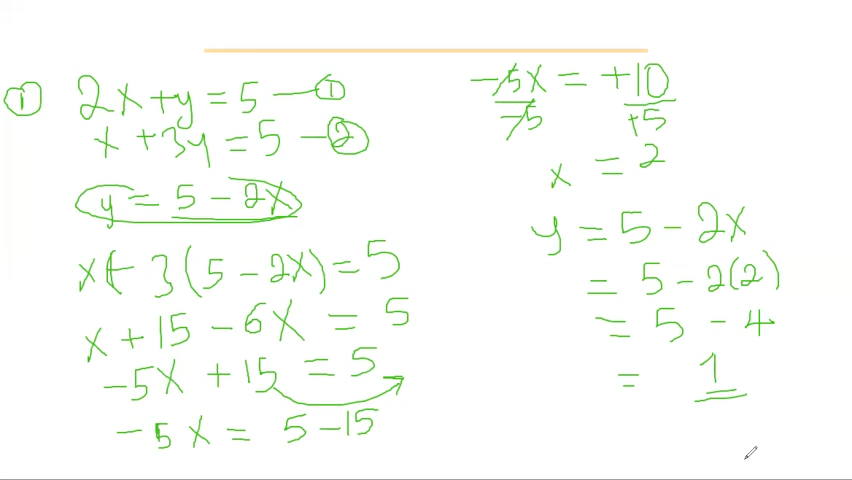 ① 2x + y = 5 — ①
x + 3y = 5 — ②
y = 5 - 2x
x + 3(5 - 2x) = 5
x + 15 - 6x = 5
-5x + 15 = 5
-5x = 5 - 15
-5x = +10
-5 +5
x = 2
y = 5 - 2x
= 5 - 2(2)
= 5 - 4
= 1